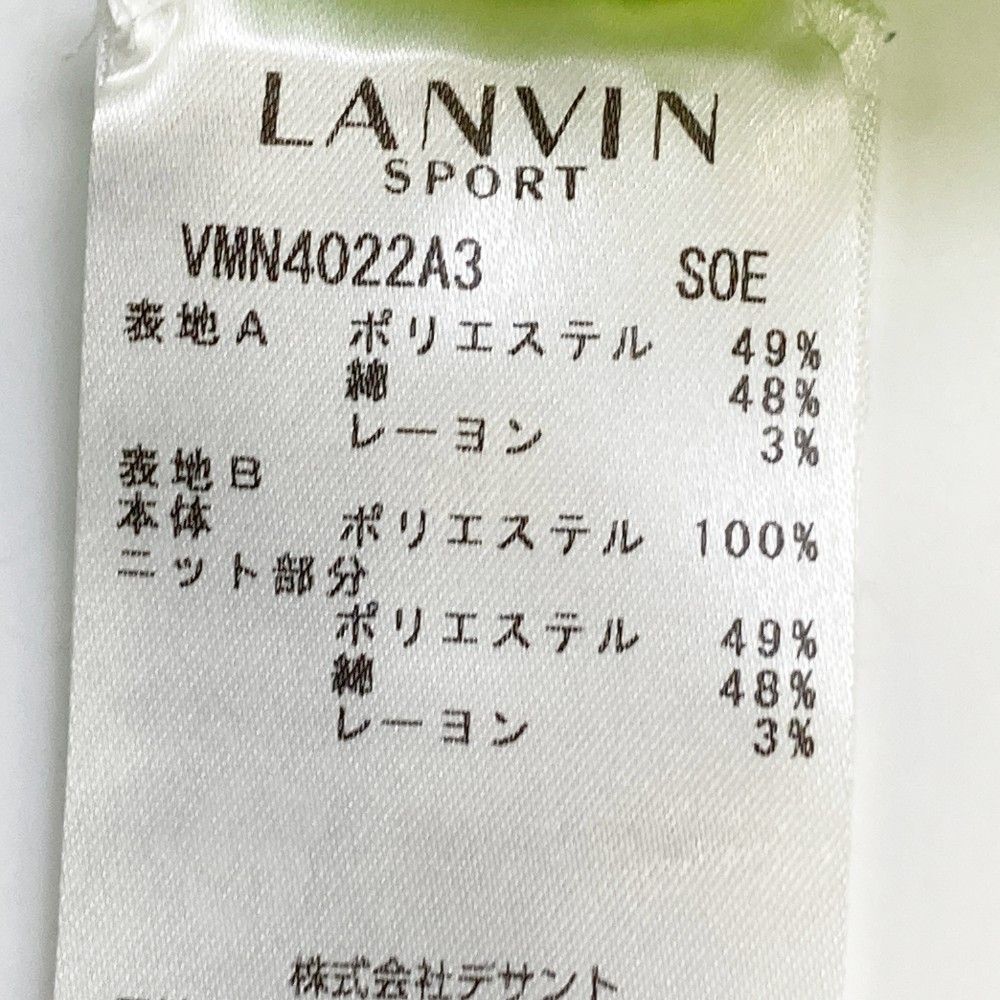 LANVIN
SPORT
VMN4022A3 SOE
表地A ポリエステル 49%
綿 48%
レーヨン 3%
表地B
本体 ポリエステル 100%
ニット部分
ポリエステル 49%
綿 48%
レーヨン 3%
株式会社デサント